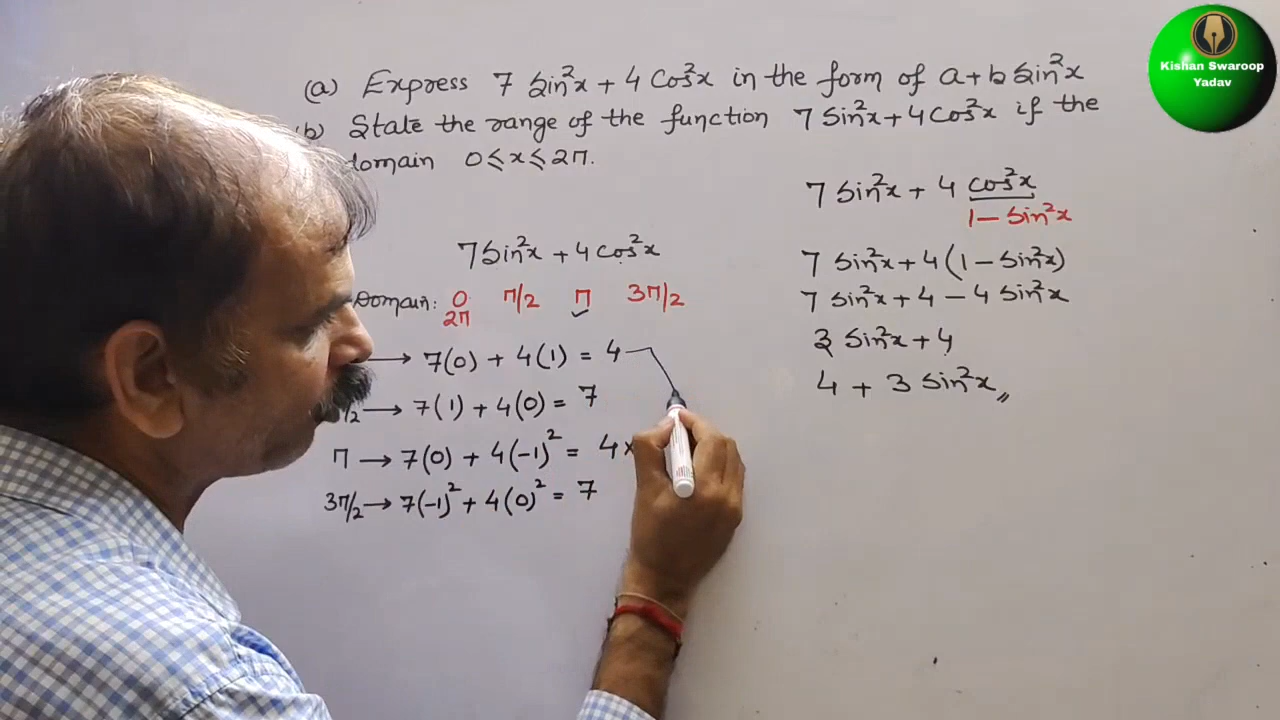 (a) Express 7 Sin²x + 4 Cos²x in the form of a+b Sin²x
b) State the range of the function 7 Sin²x + 4 Cos²x if the
domain 0⩽x⩽2π.
7 Sin²x + 4 cos²x
Domain: 0 π/2 π 3π/2
2π
→ 7(0) + 4(1) = 4
/2 → 7(1) + 4(0) = 7
π → 7(0) + 4(-1)² = 4
3π/2 → 7(-1)² + 4(0)² = 7
7 Sin²x + 4 cos²x
1 - Sin²x
7 Sin²x + 4(1 - Sin²x)
7 Sin²x + 4 - 4 Sin²x
3 Sin²x + 4
4 + 3 Sin²x
Kishan Swaroop
Yadav